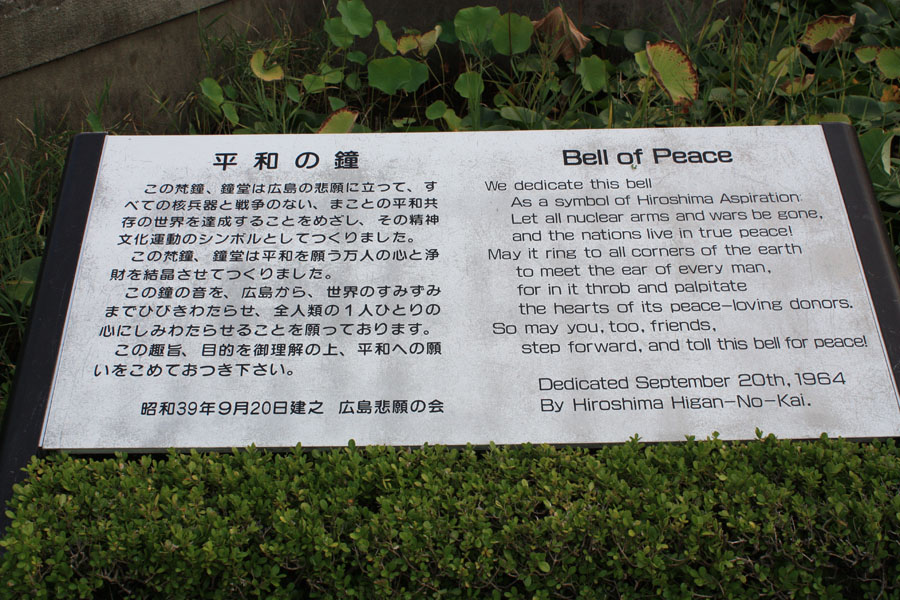 平和の鐘
この梵鐘、鐘堂は広島の悲願に立って、す
べての核兵器と戦争のない、まことの平和共
存の世界を達成することをめざし、その精神
文化運動のシンボルとしてつくりました。
この梵鐘、鐘堂は平和を願う万人の心と浄
財を結晶させてつくりました。
この鐘の音を、広島から、世界のすみずみ
までひびきわたらせ、全人類の1人ひとりの
心にしみわたらせることを願っております。
この趣旨、目的を御理解の上、平和への願
いをこめておつき下さい。
昭和39年9月20日建之 広島悲願の会
Bell of Peace
We dedicate this bell
As a symbol of Hiroshima Aspiration:
Let all nuclear arms and wars be gone,
and the nations live in true peace!
May it ring to all corners of the earth
to meet the ear of every man,
for in it throb and palpitate
the hearts of its peace-loving donors.
So may you, too, friends,
step forward, and toll this bell for peace!
Dedicated September 20th, 1964
By Hiroshima Higan-No-Kai.